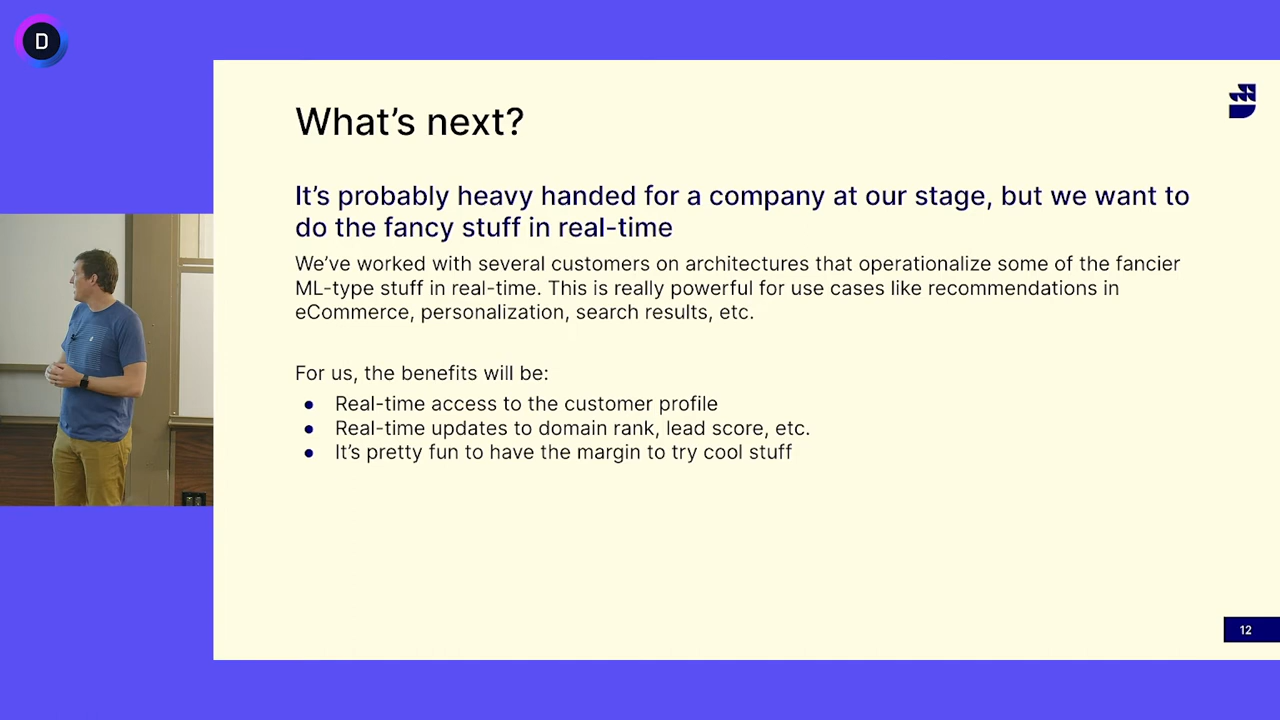 D
What’s next?
It’s probably heavy handed for a company at our stage, but we want to
do the fancy stuff in real-time
We’ve worked with several customers on architectures that operationalize some of the fancier
ML-type stuff in real-time. This is really powerful for use cases like recommendations in
eCommerce, personalization, search results, etc.
For us, the benefits will be:
● Real-time access to the customer profile
● Real-time updates to domain rank, lead score, etc.
● It’s pretty fun to have the margin to try cool stuff
12